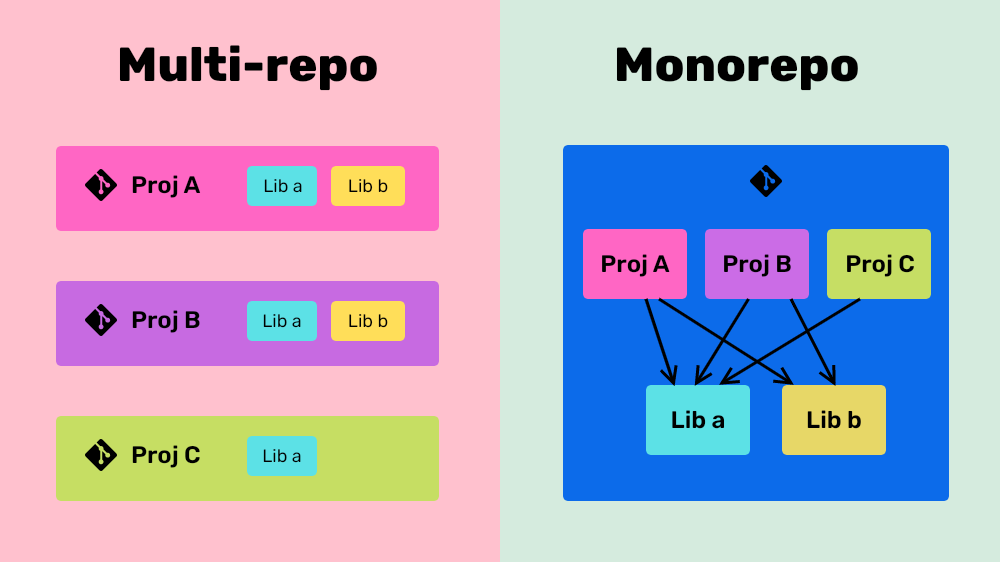 Multi-repo
Proj A Lib a Lib b
Proj B Lib a Lib b
Proj C Lib a
Monorepo
Proj A Proj B Proj C
Lib a Lib b